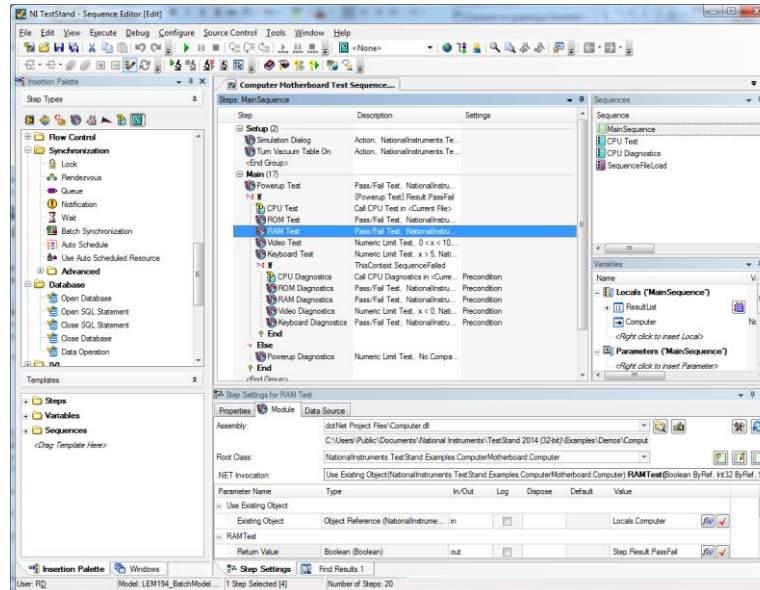 NI TestStand - Sequence Editor [Edit]
File Edit View Execute Debug Configure Source Control Tools Window Help
<None>
Insertion Palette
Step Types
Flow Control
Synchronization
Lock
Rendezvous
Queue
Notification
Wait
Batch Synchronization
Auto Schedule
Use Auto Scheduled Resource
Advanced
Database
Open Database
Open SQL Statement
Close SQL Statement
Close Database
Data Operation
IVI
Templates
Steps
Variables
Sequences
<Drag Template Here>
Insertion Palette Windows
Computer Motherboard Test Sequence....
Steps: MainSequence
Step Description Settings
Setup (2)
Simulation Dialog Action, NationalInstruments.Te...
Turn Vacuum Table On Action, NationalInstruments.Te...
<End Group>
Main (17)
Powerup Test Pass/Fail Test, NationalInstru...
If {Powerup Test}.Result.PassFail
CPU Test Call CPU Test in <Current File>
ROM Test Pass/Fail Test, NationalInstru...
RAM Test Pass/Fail Test, NationalInstru...
Video Test Numeric Limit Test, 0 < x < 10,...
Keyboard Test Numeric Limit Test, x > 5, Nati...
If ThisContext.SequenceFailed
CPU Diagnostics Call CPU Diagnostics in <Curre... Precondition
ROM Diagnostics Pass/Fail Test, NationalInstru... Precondition
RAM Diagnostics Pass/Fail Test, NationalInstru... Precondition
Video Diagnostics Numeric Limit Test, x < 0, Nati... Precondition
Keyboard Diagnostics Pass/Fail Test, NationalInstru... Precondition
End
Else
Powerup Diagnostics Numeric Limit Test, No Compa...
End
<End Group>
Sequences
Sequence
MainSequence
CPU Test
CPU Diagnostics
SequenceFileLoad
Variables
Name
Locals ('MainSequence')
ResultList
Computer
<Right click to insert Local>
Parameters ('MainSequence')
<Right click to insert Parameter>
Step Settings for RAM Test
Properties Module Data Source
Assembly: dotNet Project Files\Computer.dll
C:\Users\Public\Documents\National Instruments\TestStand 2014 (32-bit)\Examples\Demos\Comput
Root Class: NationalInstruments.TestStand.Examples.ComputerMotherboard.Computer
.NET Invocation: Use Existing Object(NationalInstruments.TestStand.Examples.ComputerMotherboard.Computer).RAMTest(Boolean ByRef, Int32 ByRef,
Parameter Name Type In/Out Log Dispose Default Value
Use Existing Object
Existing Object Object Reference (NationalInstrume... in Locals.Computer f(x)
RAMTest
Return Value Boolean (Boolean) out Step.Result.PassFail f(x)
Step Settings Find Results 1
User: RD Model: LEM194_BatchModel.... 1 Step Selected [4] Number of Steps: 20